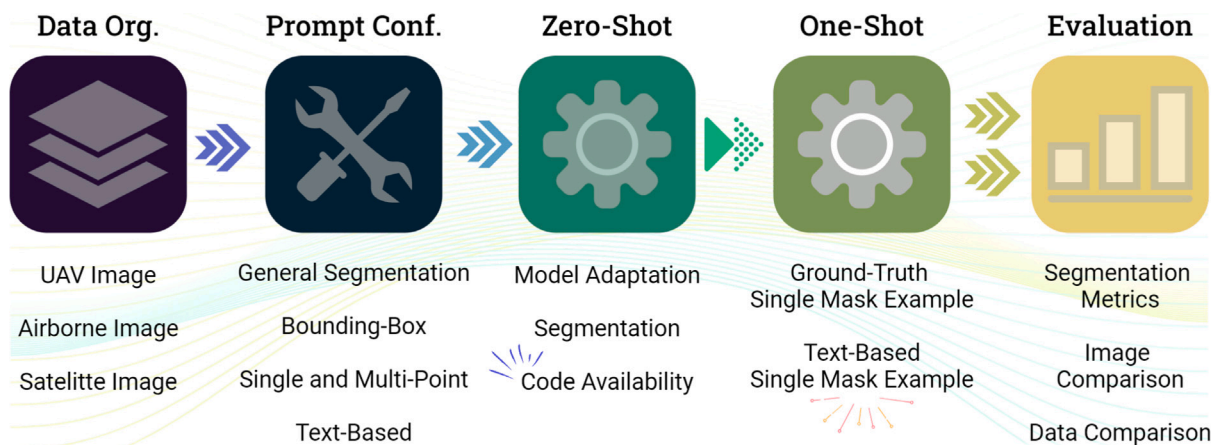 Data Org.
Prompt Conf.
Zero-Shot
One-Shot
Evaluation
UAV Image
Airborne Image
Satelitte Image
General Segmentation
Bounding-Box
Single and Multi-Point
Text-Based
Model Adaptation
Segmentation
Code Availability
Ground-Truth
Single Mask Example
Text-Based
Single Mask Example
Segmentation
Metrics
Image
Comparison
Data Comparison